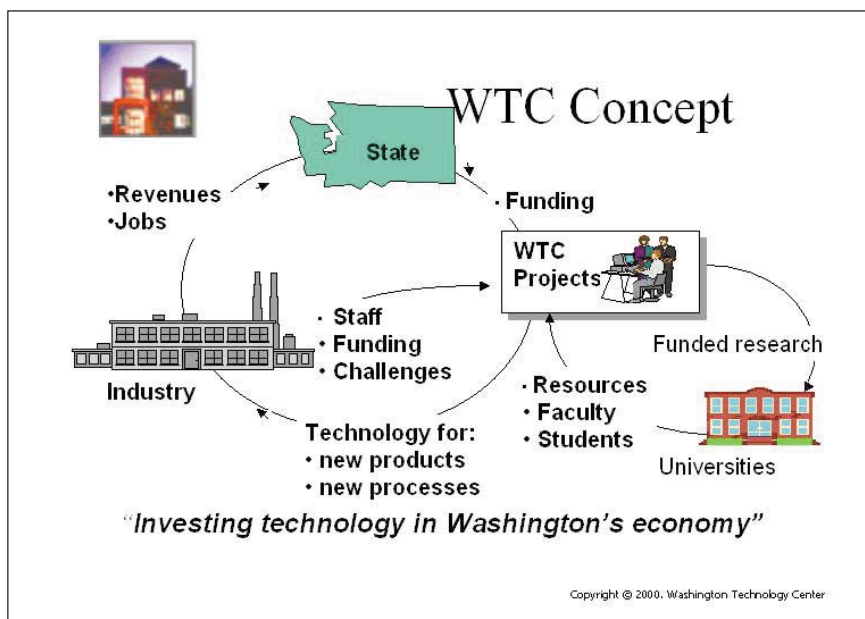 WTC Concept
State
•Revenues
•Jobs
· Funding
WTC
Projects
· Staff
• Funding
• Challenges
Funded research
Industry
· Resources
• Faculty
• Students
Technology for:
• new products
• new processes
Universities
“Investing technology in Washington’s economy”
Copyright © 2000. Washington Technology Center